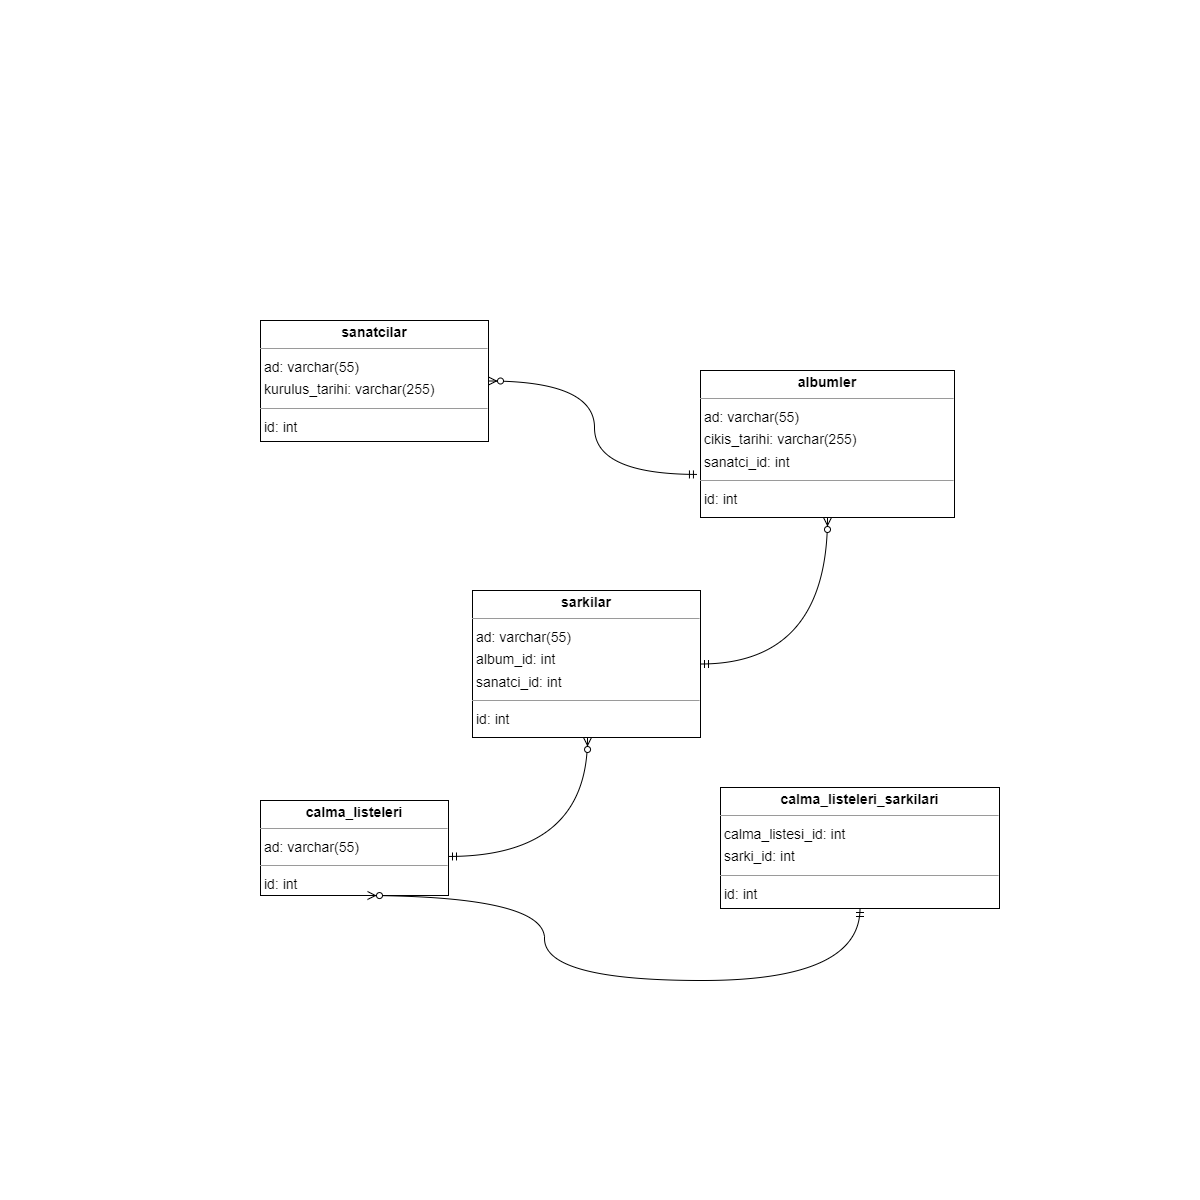 sanatcilar
ad: varchar(55)
kurulus_tarihi: varchar(255)
id: int
albumler
ad: varchar(55)
cikis_tarihi: varchar(255)
sanatci_id: int
id: int
sarkilar
ad: varchar(55)
album_id: int
sanatci_id: int
id: int
calma_listeleri
ad: varchar(55)
id: int
calma_listeleri_sarkilari
calma_listesi_id: int
sarki_id: int
id: int